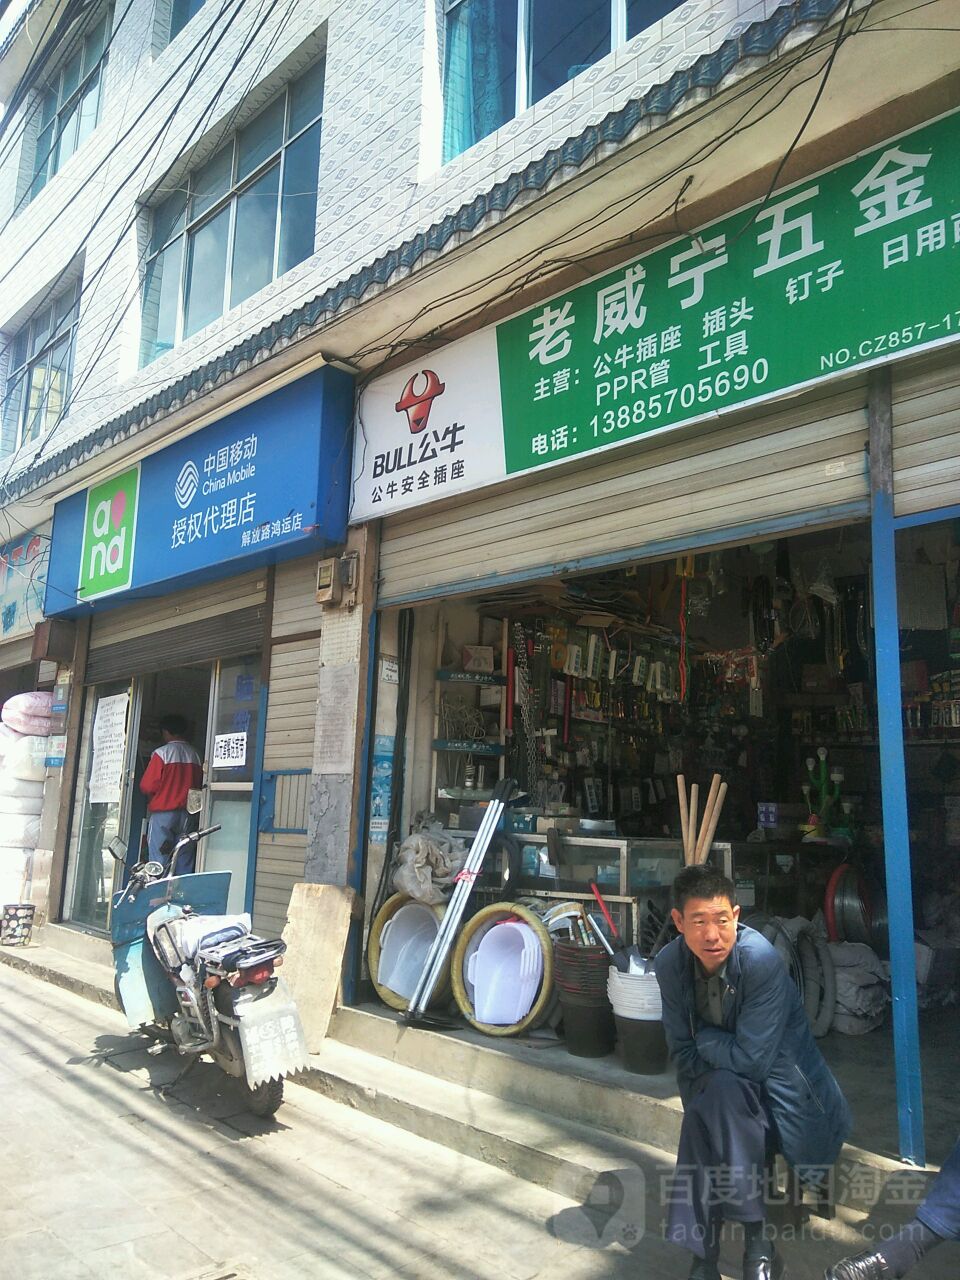 老威宁五金
主营：公牛插座 插头 钉子 日用
PPR管 工具
电话：13885705690
NO.CZ857-17
BULL公牛
公牛安全插座
中国移动
China Mobile
授权代理店
解放路鸿运店
and
百度地图淘金
taojin.baidu.com